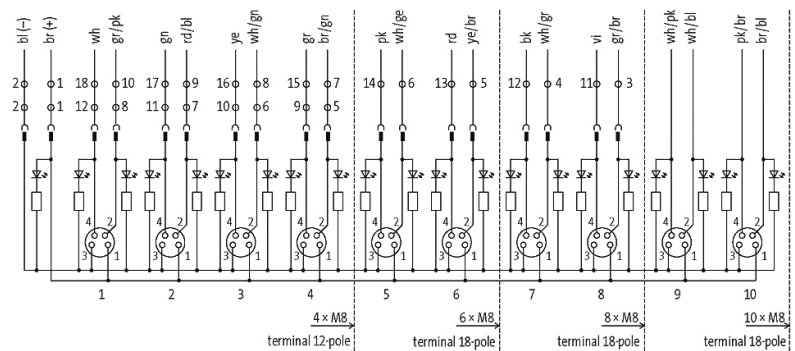 bl (–) br (+) wh gr/pk gn rd/bl ye wh/gn gr br/gn pk wh/ge rd ye/br bk wh/gr vi gr/br wh/pk wh/bl pk/br br/bl
2 1 18 10 17 9 16 8 15 7 14 6 13 5 12 4 11 3
2 1 12 8 11 7 10 6 9 5
4 2 4 2 4 2 4 2 4 2 4 2 4 2 4 2 4 2 4 2
3 1 3 1 3 1 3 1 3 1 3 1 3 1 3 1 3 1 3 1
1 2 3 4 5 6 7 8 9 10
4 × M8 6 × M8 8 × M8 10 × M8
terminal 12-pole terminal 18-pole terminal 18-pole terminal 18-pole